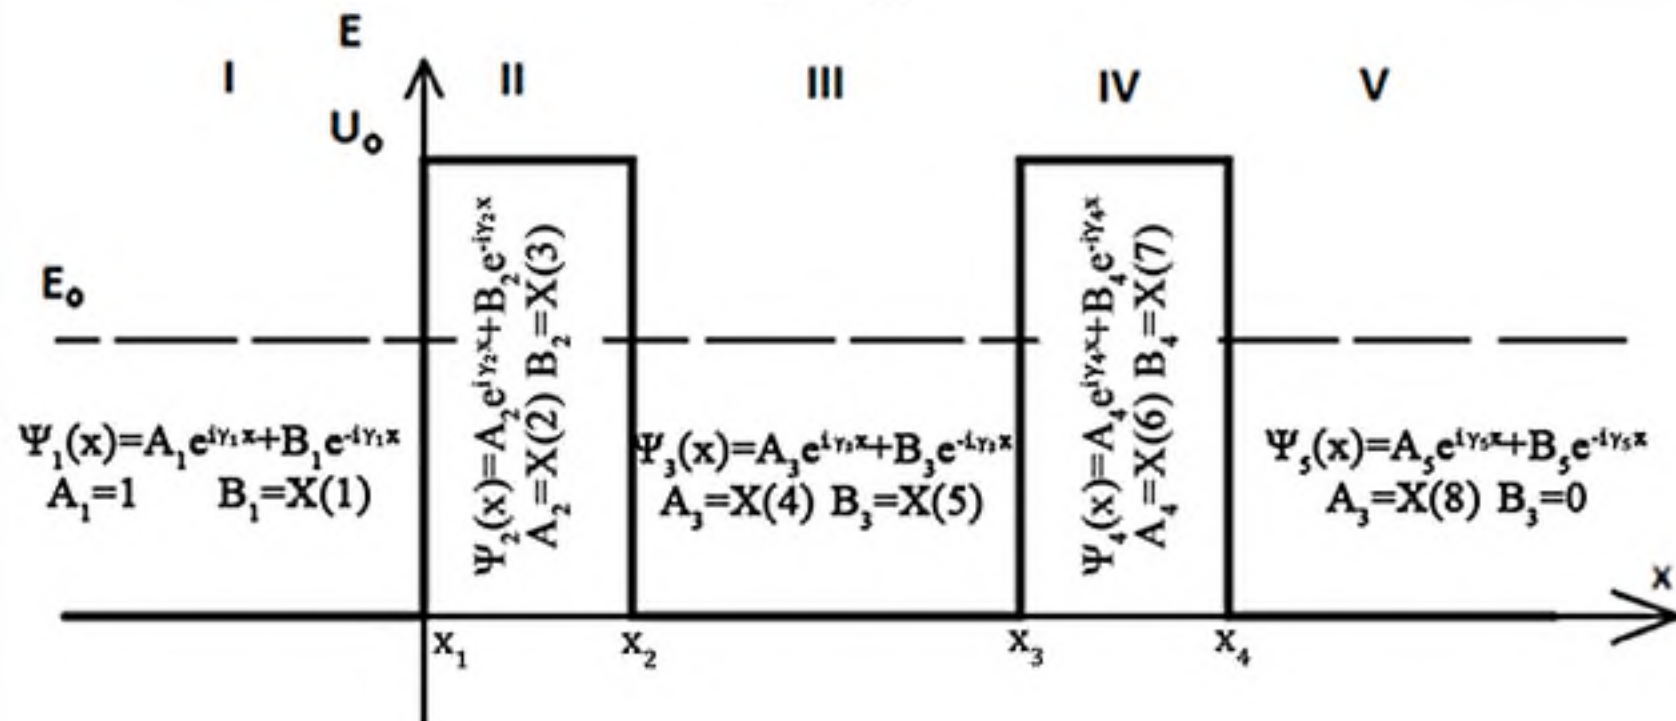 E
I II III IV V
U₀
E₀
Ψ₁(x)=A₁e^{iγ₁x}+B₁e^{-iγ₁x}
A₁=1 B₁=X(1)
Ψ₂(x)=A₂e^{iγ₂x}+B₂e^{-iγ₂x}
A₂=X(2) B₂=X(3)
Ψ₃(x)=A₃e^{iγ₃x}+B₃e^{-iγ₃x}
A₃=X(4) B₃=X(5)
Ψ₄(x)=A₄e^{iγ₄x}+B₄e^{-iγ₄x}
A₄=X(6) B₄=X(7)
Ψ₅(x)=A₅e^{iγ₅x}+B₅e^{-iγ₅x}
A₃=X(8) B₃=0
x
x₁ x₂ x₃ x₄